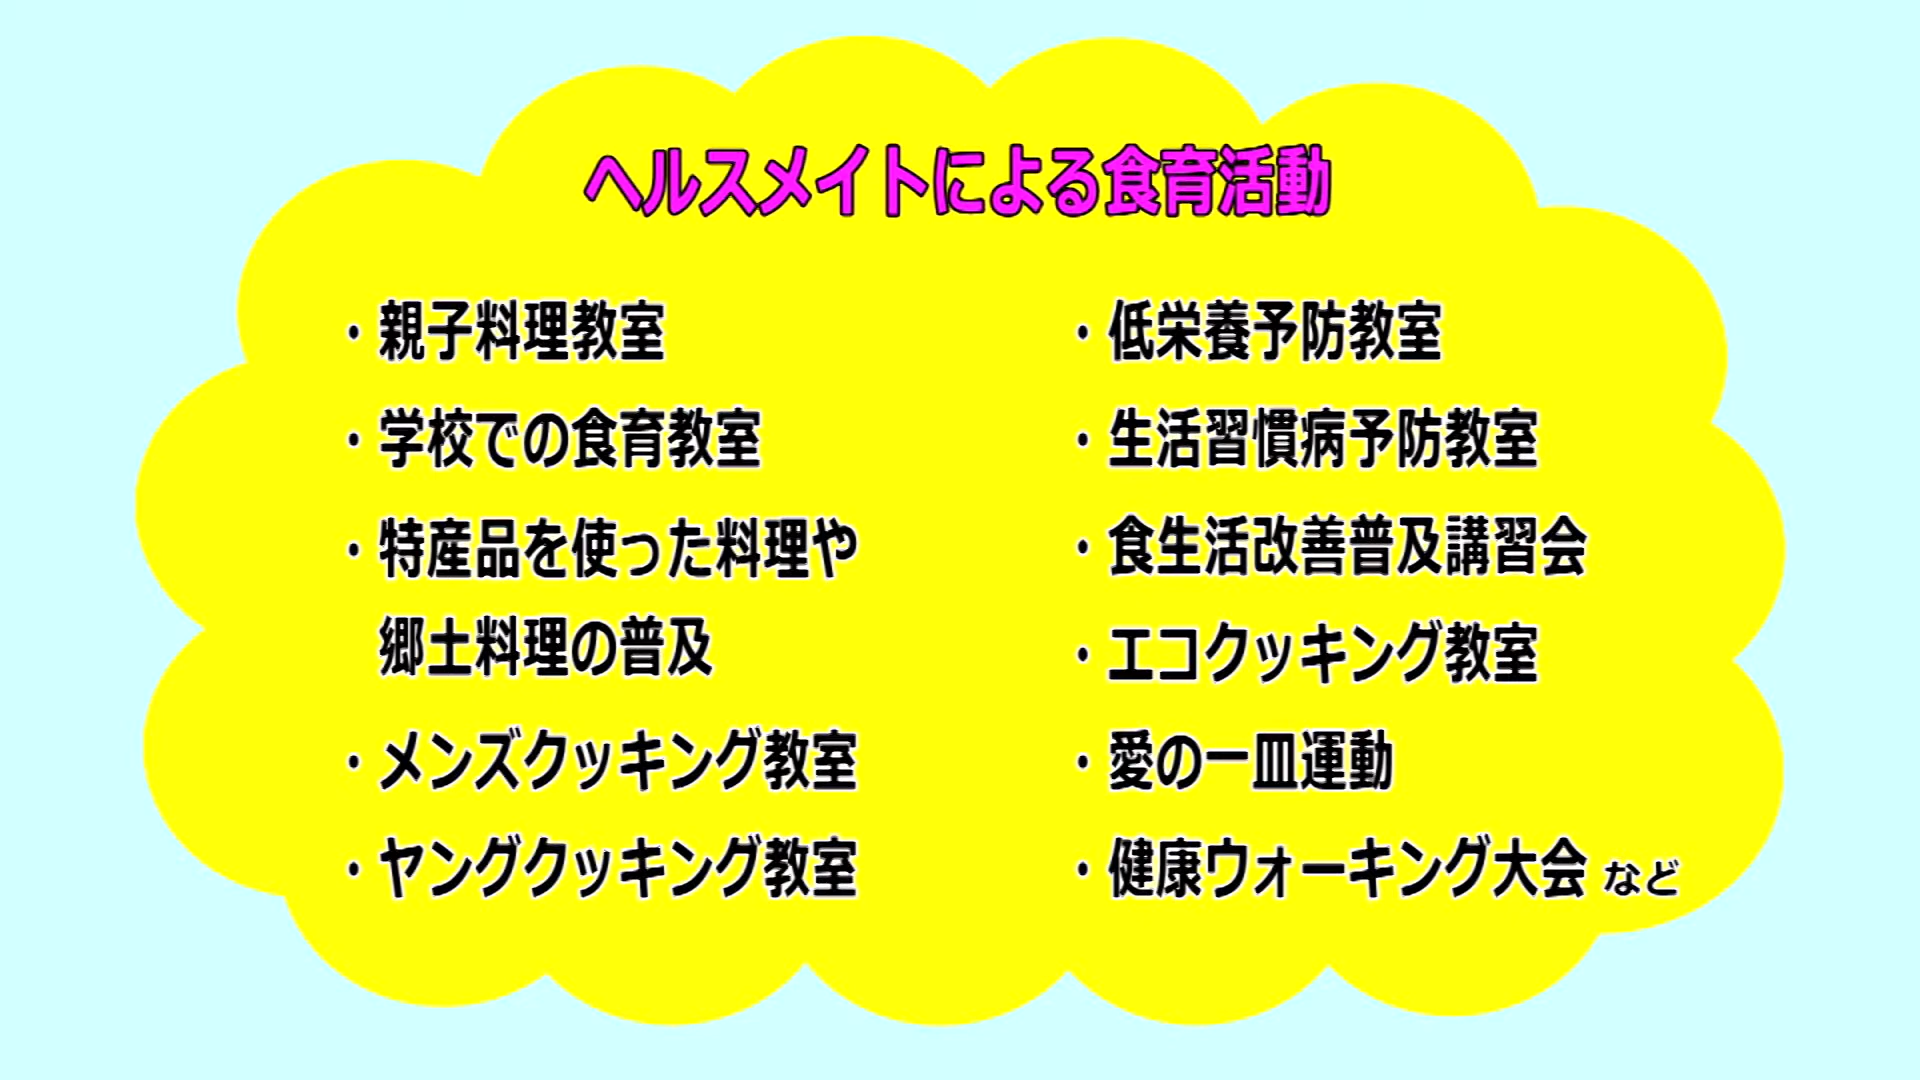 ヘルスメイトによる食育活動
・親子料理教室
・学校での食育教室
・特産品を使った料理や
郷土料理の普及
・メンズクッキング教室
・ヤングクッキング教室
・低栄養予防教室
・生活習慣病予防教室
・食生活改善普及講習会
・エコクッキング教室
・愛の一皿運動
・健康ウォーキング大会 など